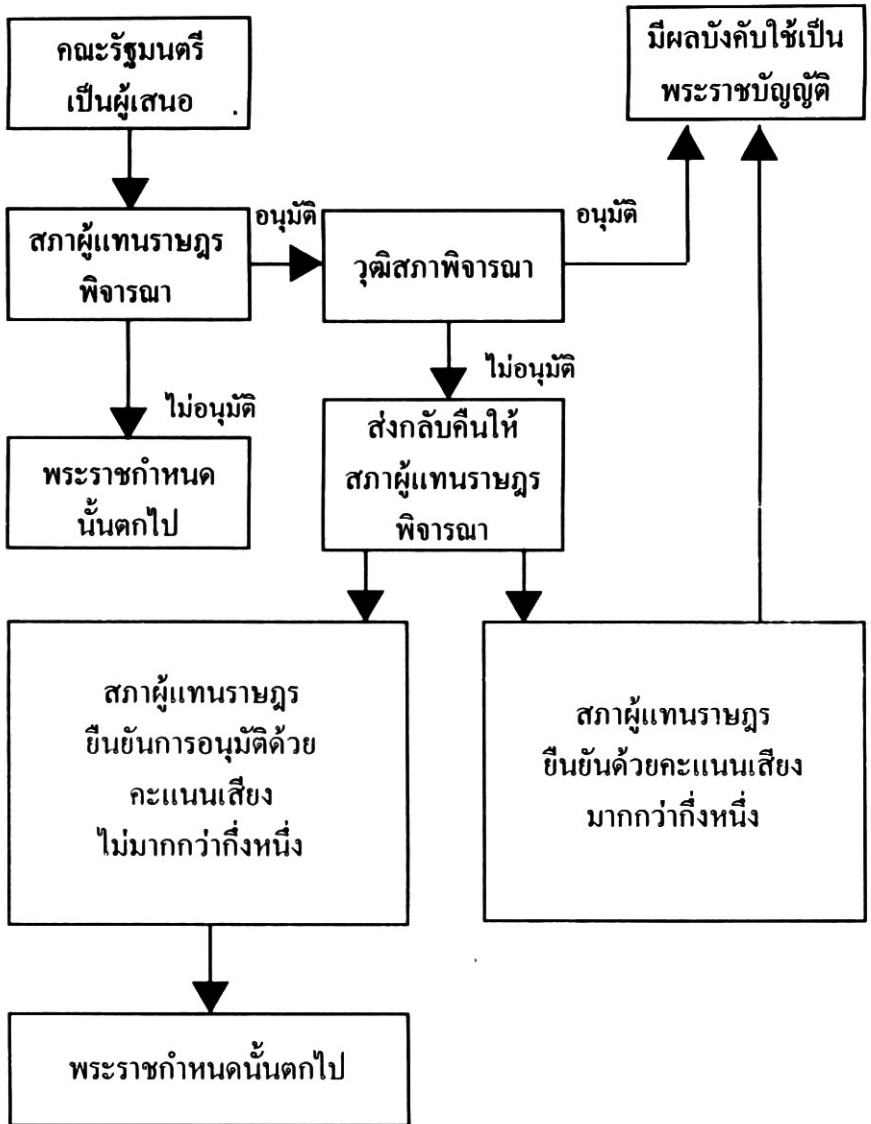 คณะรัฐมนตรี
เป็นผู้เสนอ
มีผลบังคับใช้เป็น
พระราชบัญญัติ
สภาผู้แทนราษฎร
พิจารณา
อนุมัติ
วุฒิสภาพิจารณา
อนุมัติ
ไม่อนุมัติ
พระราชกำหนด
นั้นตกไป
ไม่อนุมัติ
ส่งกลับคืนให้
สภาผู้แทนราษฎร
พิจารณา
สภาผู้แทนราษฎร
ยืนยันการอนุมัติด้วย
คะแนนเสียง
ไม่มากกว่ากึ่งหนึ่ง
สภาผู้แทนราษฎร
ยืนยันด้วยคะแนนเสียง
มากกว่ากึ่งหนึ่ง
พระราชกำหนดนั้นตกไป